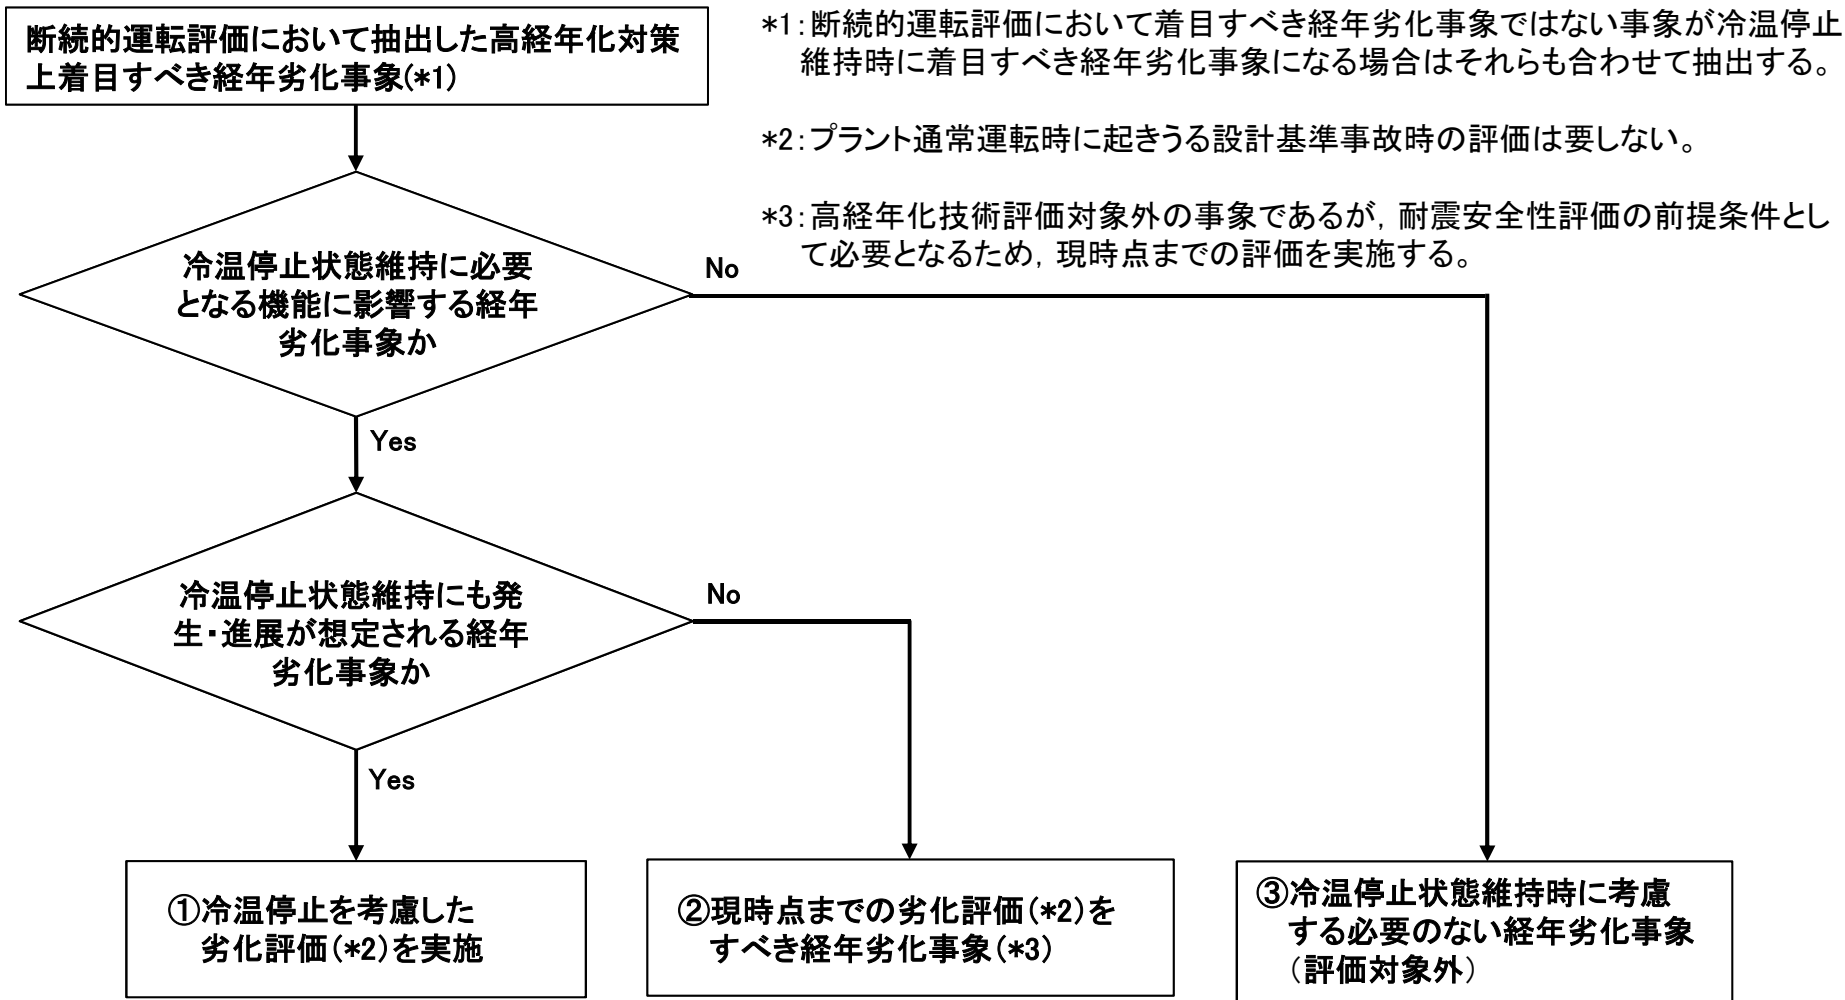 断続的運転評価において抽出した高経年化対策
上着目すべき経年劣化事象(*1)
*1:断続的運転評価において着目すべき経年劣化事象ではない事象が冷温停止
維持時に着目すべき経年劣化事象になる場合はそれらも合わせて抽出する。
*2:プラント通常運転時に起きうる設計基準事故時の評価は要しない。
*3:高経年化技術評価対象外の事象であるが,耐震安全性評価の前提条件とし
て必要となるため,現時点までの評価を実施する。
冷温停止状態維持に必要
となる機能に影響する経年
劣化事象か
No
Yes
冷温停止状態維持にも発
生・進展が想定される経年
劣化事象か
No
Yes
①冷温停止を考慮した
劣化評価(*2)を実施
②現時点までの劣化評価(*2)を
すべき経年劣化事象(*3)
③冷温停止状態維持時に考慮
する必要のない経年劣化事象
(評価対象外)